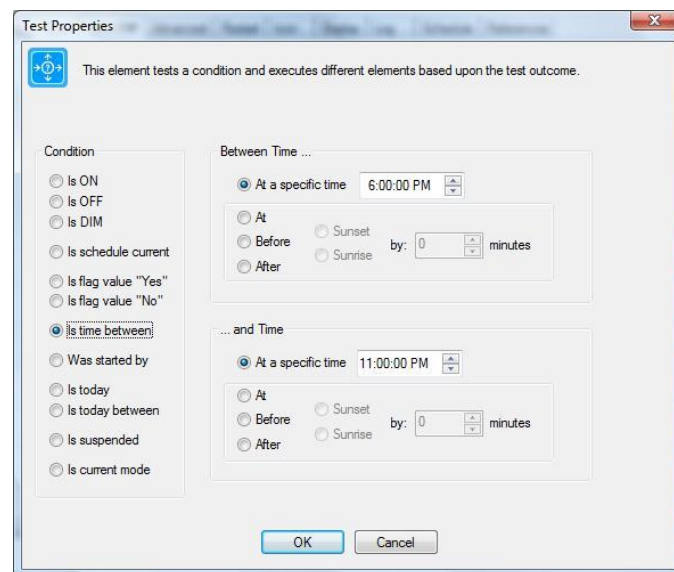 Test Properties
This element tests a condition and executes different elements based upon the test outcome.
Condition
Is ON
Is OFF
Is DIM
Is schedule current
Is flag value "Yes"
Is flag value "No"
Is time between
Was started by
Is today
Is today between
Is suspended
Is current mode
Between Time ...
At a specific time 6:00:00 PM
At
Before
After
Sunset
Sunrise
by: 0 minutes
... and Time
At a specific time 11:00:00 PM
At
Before
After
Sunset
Sunrise
by: 0 minutes
OK Cancel